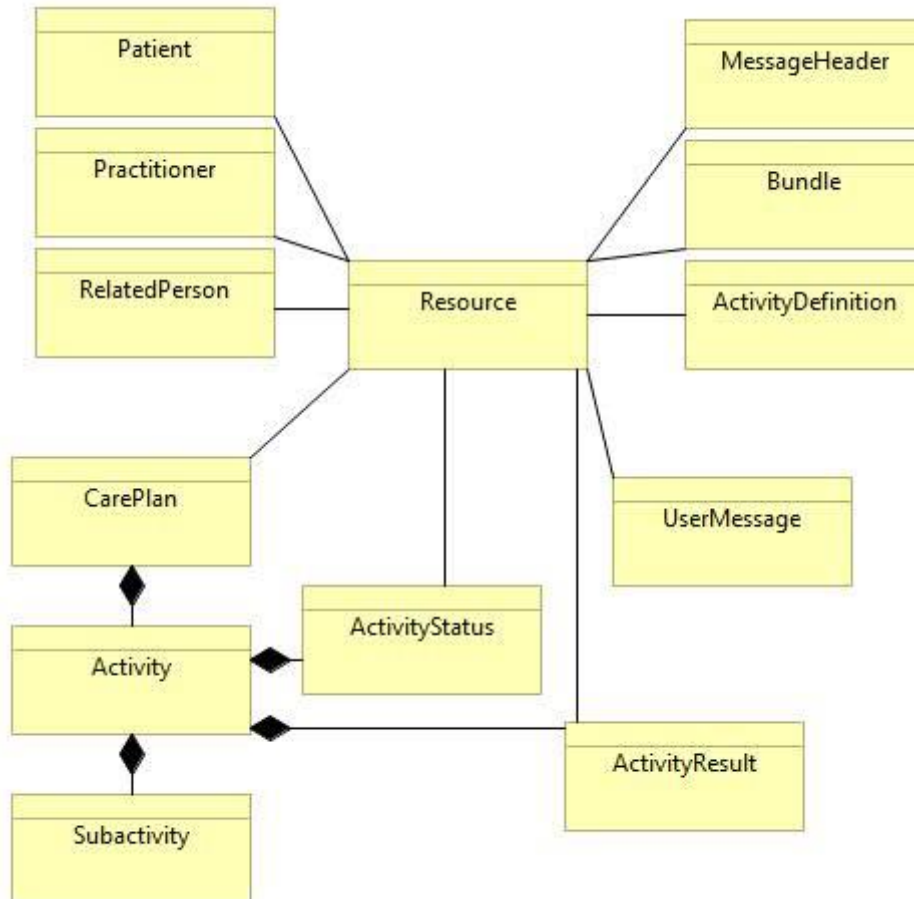 Patient
MessageHeader
Practitioner
Bundle
RelatedPerson
Resource
ActivityDefinition
CarePlan
UserMessage
ActivityStatus
Activity
ActivityResult
Subactivity